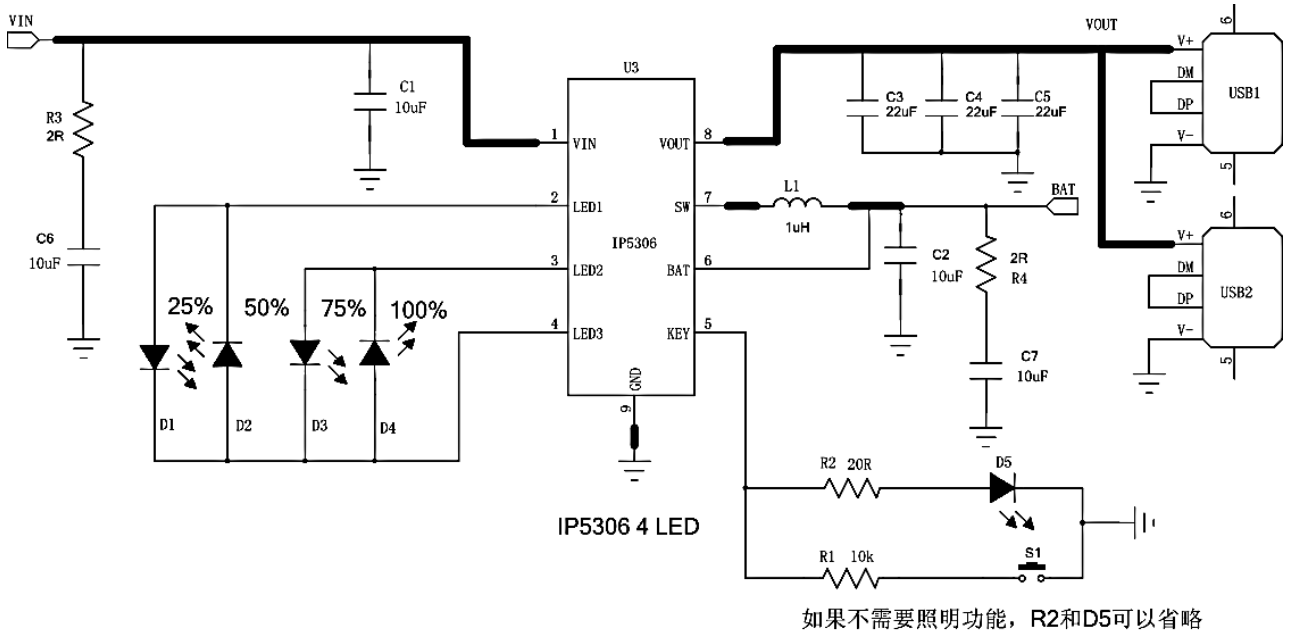 VIN
VOUT
6
V+
DM
DP
V-
USB1
5
C1
10uF
R3
2R
U3
C3
22uF
C4
22uF
C5
22uF
1
VIN
VOUT
8
2
LED1
SW
7
L1
1uH
BAT
IP5306
3
LED2
BAT
6
C6
10uF
C2
10uF
2R
R4
6
V+
DM
DP
V-
USB2
5
25%
50%
75%
100%
4
LED3
KEY
5
GND
9
C7
10uF
D1
D2
D3
D4
R2
20R
D5
IP5306 4 LED
R1
10k
S1
如果不需要照明功能，R2和D5可以省略